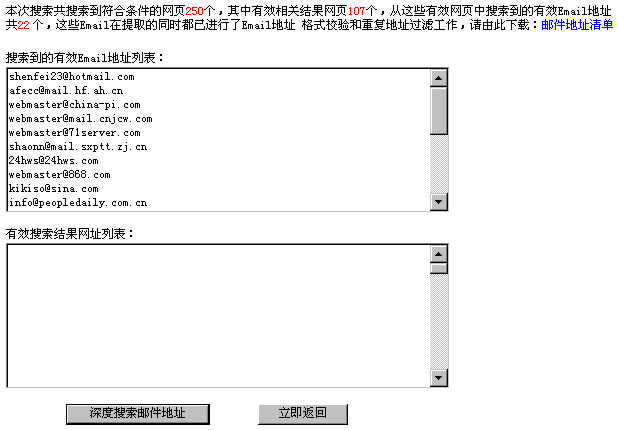 本次搜索共搜索到符合条件的网页250个，其中有效相关结果网页107个，从这些有效网页中搜索到的有效Email地址
共22 个，这些Email在提取的同时都已进行了Email地址 格式校验和重复地址过滤工作，请由此下载：邮件地址清单
搜索到的有效Email地址列表：
shenfei23@hotmail.com
afecc@mail.hf.ah.cn
webmaster@china-pi.com
webmaster@mail.cnjcw.com
webmaster@71server.com
shaonn@mail.sxptt.zj.cn
24hws@24hws.com
webmaster@868.com
kikiso@sina.com
info@peopledaily.com.cn
有效搜索结果网址列表：
深度搜索邮件地址
立即返回